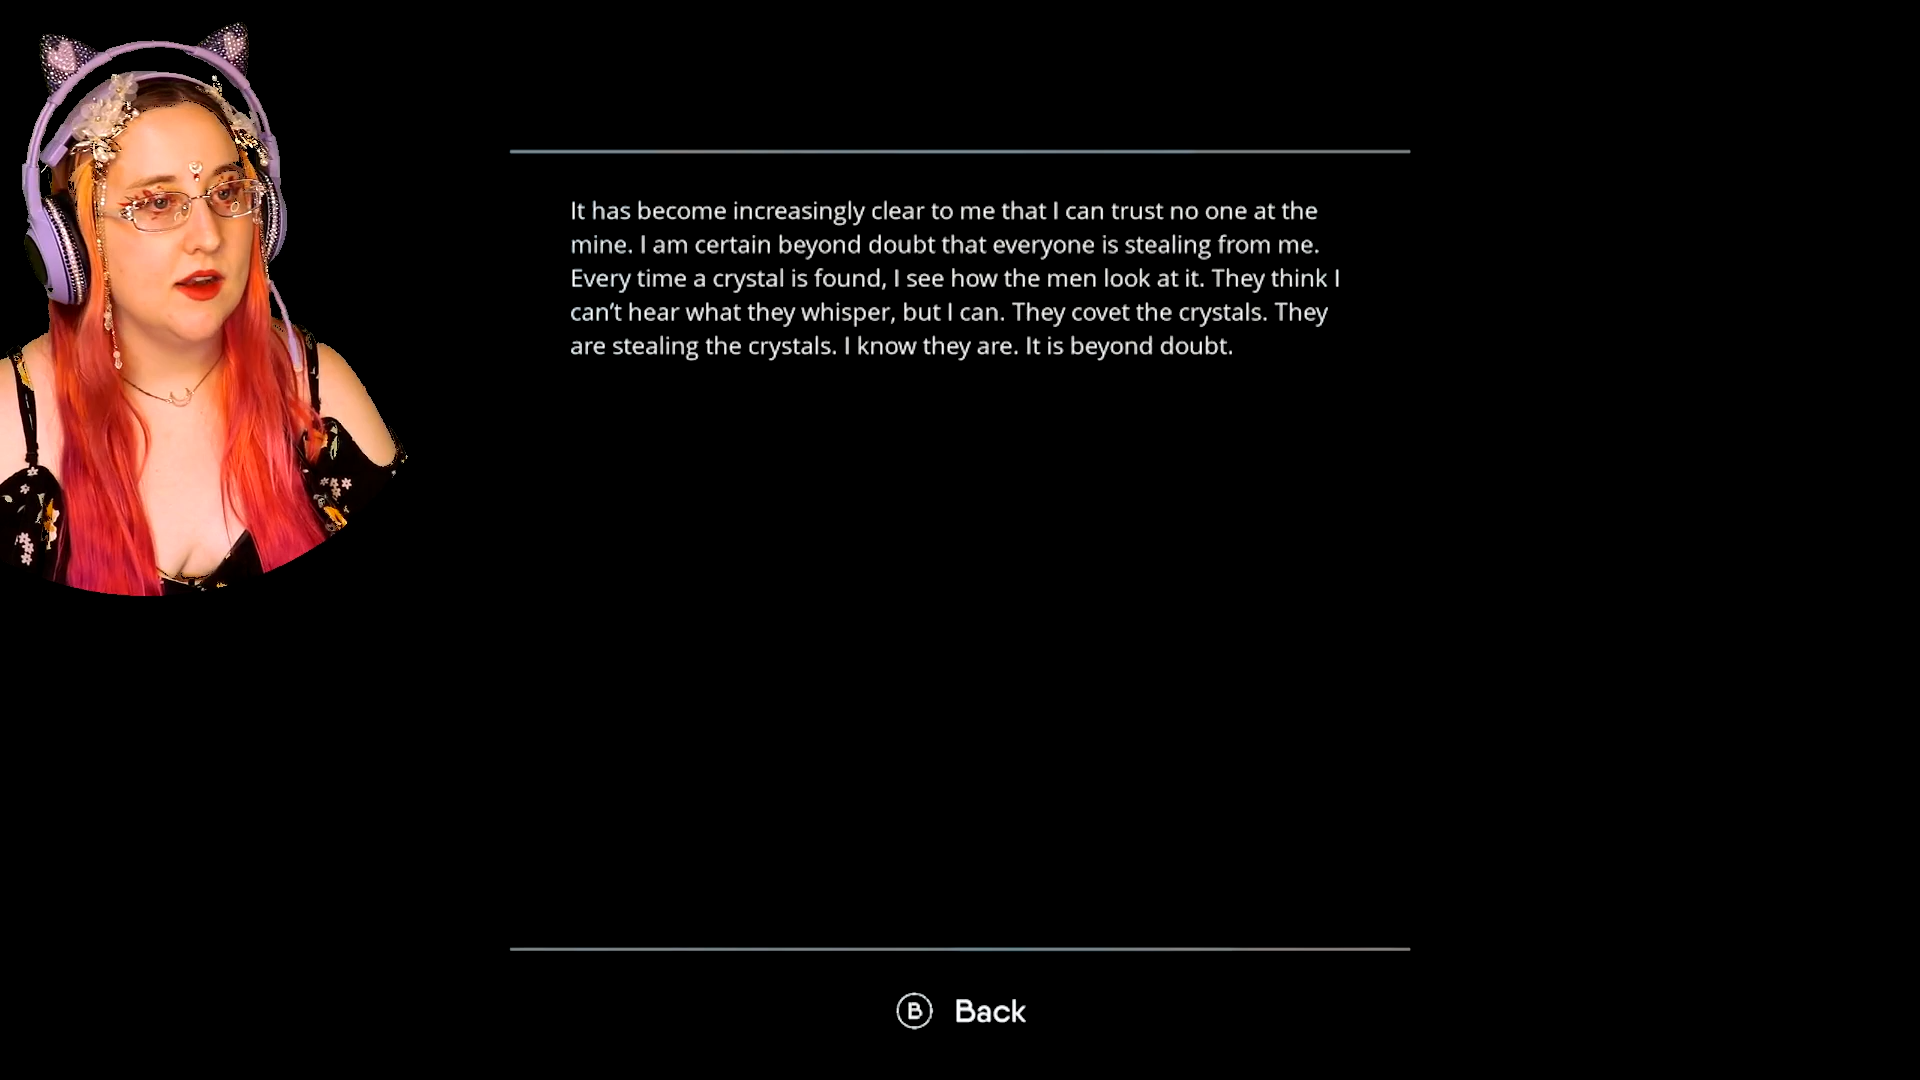 It has become increasingly clear to me that I can trust no one at the
mine. I am certain beyond doubt that everyone is stealing from me.
Every time a crystal is found, I see how the men look at it. They think I
can’t hear what they whisper, but I can. They covet the crystals. They
are stealing the crystals. I know they are. It is beyond doubt.
B Back